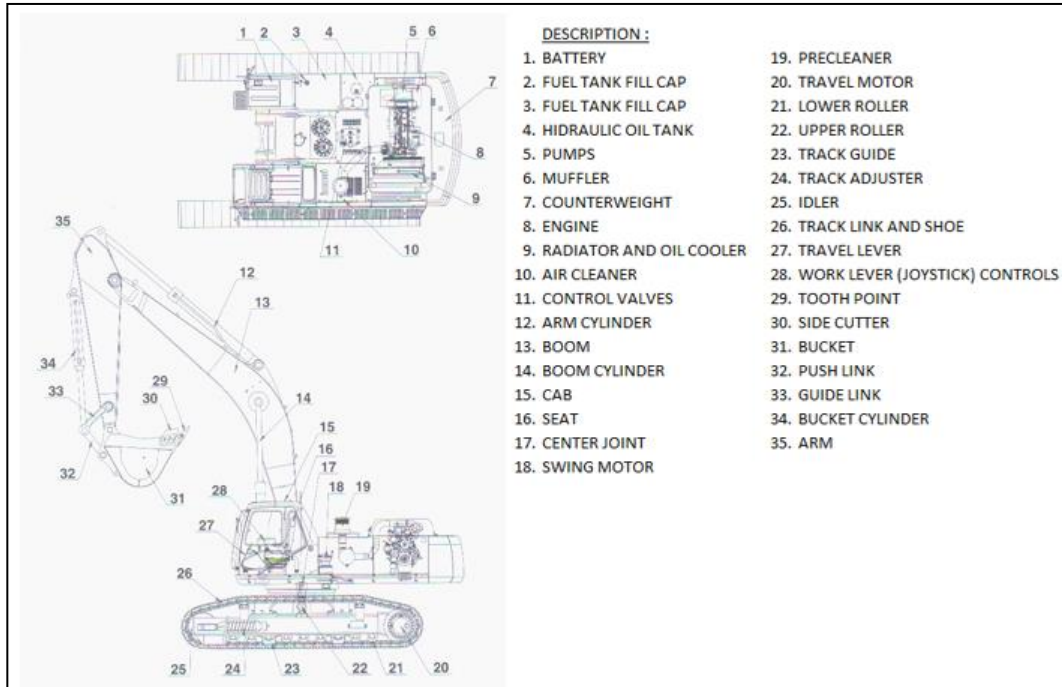 1 2 3 4 5 6
7
8
9
11 10
35
12
13
34
29
33 30
14
15
32 16
31 17
28 18 19
27
26
25 24 23 22 21 20
DESCRIPTION :
1. BATTERY
2. FUEL TANK FILL CAP
3. FUEL TANK FILL CAP
4. HIDRAULIC OIL TANK
5. PUMPS
6. MUFFLER
7. COUNTERWEIGHT
8. ENGINE
9. RADIATOR AND OIL COOLER
10. AIR CLEANER
11. CONTROL VALVES
12. ARM CYLINDER
13. BOOM
14. BOOM CYLINDER
15. CAB
16. SEAT
17. CENTER JOINT
18. SWING MOTOR
19. PRECLEANER
20. TRAVEL MOTOR
21. LOWER ROLLER
22. UPPER ROLLER
23. TRACK GUIDE
24. TRACK ADJUSTER
25. IDLER
26. TRACK LINK AND SHOE
27. TRAVEL LEVER
28. WORK LEVER (JOYSTICK) CONTROLS
29. TOOTH POINT
30. SIDE CUTTER
31. BUCKET
32. PUSH LINK
33. GUIDE LINK
34. BUCKET CYLINDER
35. ARM